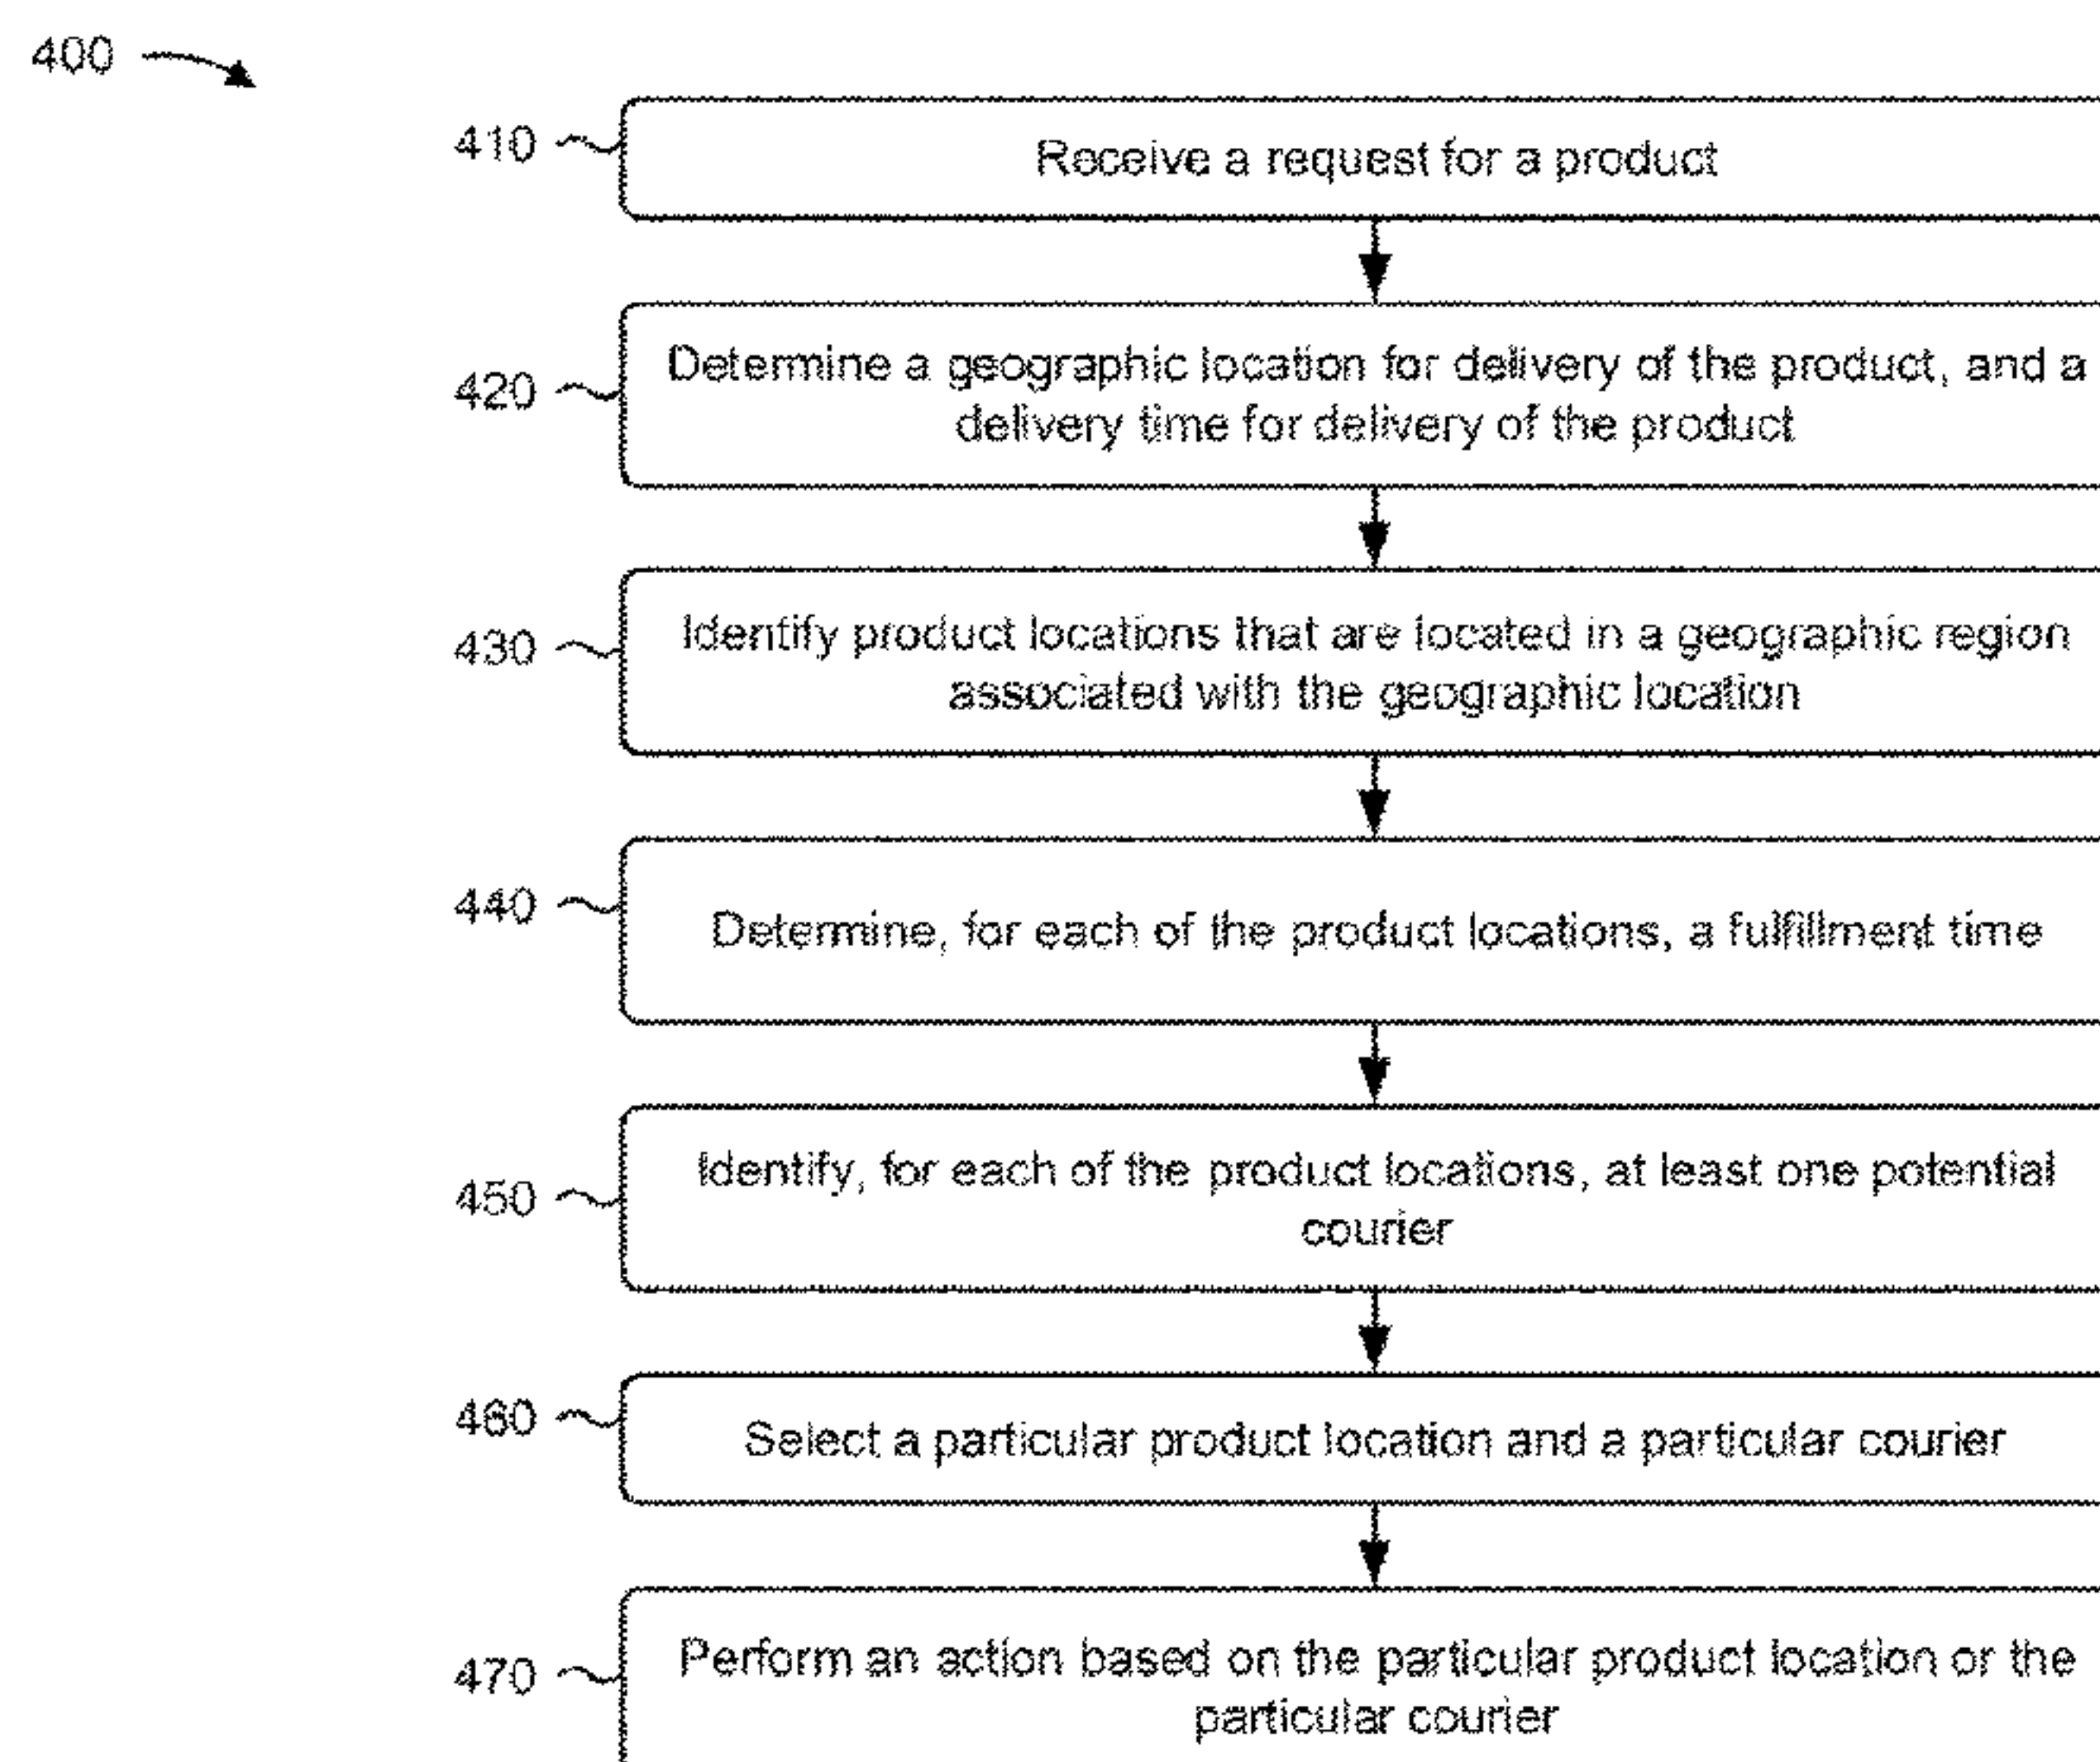 400
410
Receive a request for a product
420
Determine a geographic location for delivery of the product, and a
delivery time for delivery of the product
430
Identify product locations that are located in a geographic region
associated with the geographic location
440
Determine, for each of the product locations, a fulfillment time
450
Identify, for each of the product locations, at least one potential
courier
460
Select a particular product location and a particular courier
470
Perform an action based on the particular product location or the
particular courier